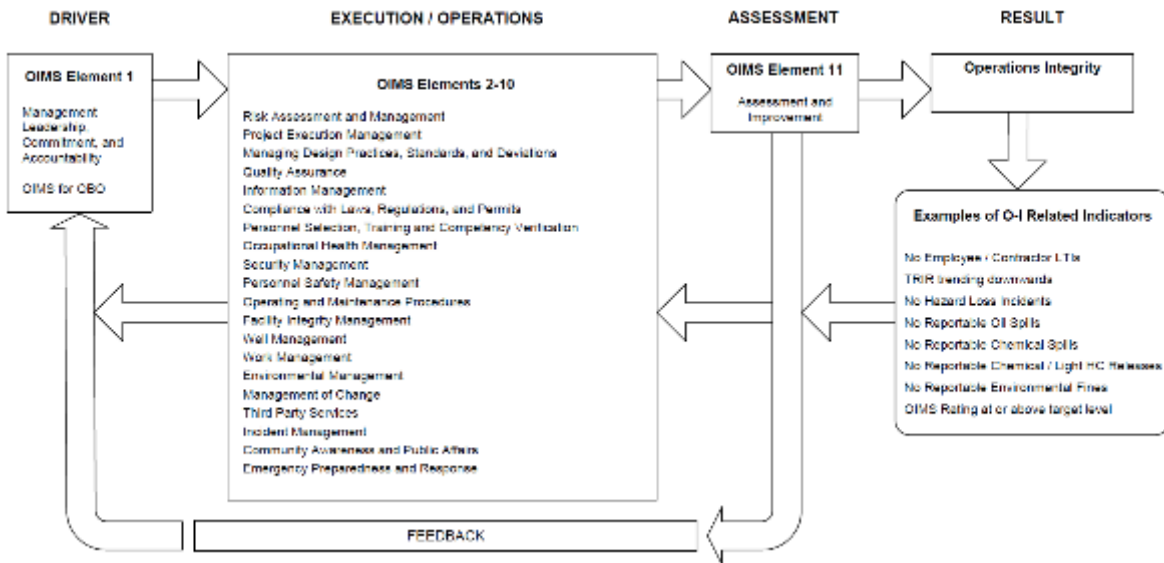 DRIVER
EXECUTION / OPERATIONS
ASSESSMENT
RESULT
OIMS Element 1
Management
Leadership,
Commitment, and
Accountability
OIMS for OBO
OIMS Elements 2-10
Risk Assessment and Management
Project Execution Management
Managing Design Practices, Standards, and Deviations
Quality Assurance
Information Management
Compliance with Laws, Regulations, and Permits
Personnel Selection, Training and Competency Verification
Occupational Health Management
Security Management
Personnel Safety Management
Operating and Maintenance Procedures
Facility Integrity Management
Well Management
Work Management
Environmental Management
Management of Change
Third Party Services
Incident Management
Community Awareness and Public Affairs
Emergency Preparedness and Response
OIMS Element 11
Assessment and
Improvement
Operations Integrity
Examples of O-I Related Indicators
No Employee / Contractor LTIs
TRIR trending downwards
No Hazard Loss Incidents
No Reportable Oil Spills
No Reportable Chemical Spills
No Reportable Chemical / Light HC Releases
No Reportable Environmental Fines
OIMS Rating at or above target level
FEEDBACK